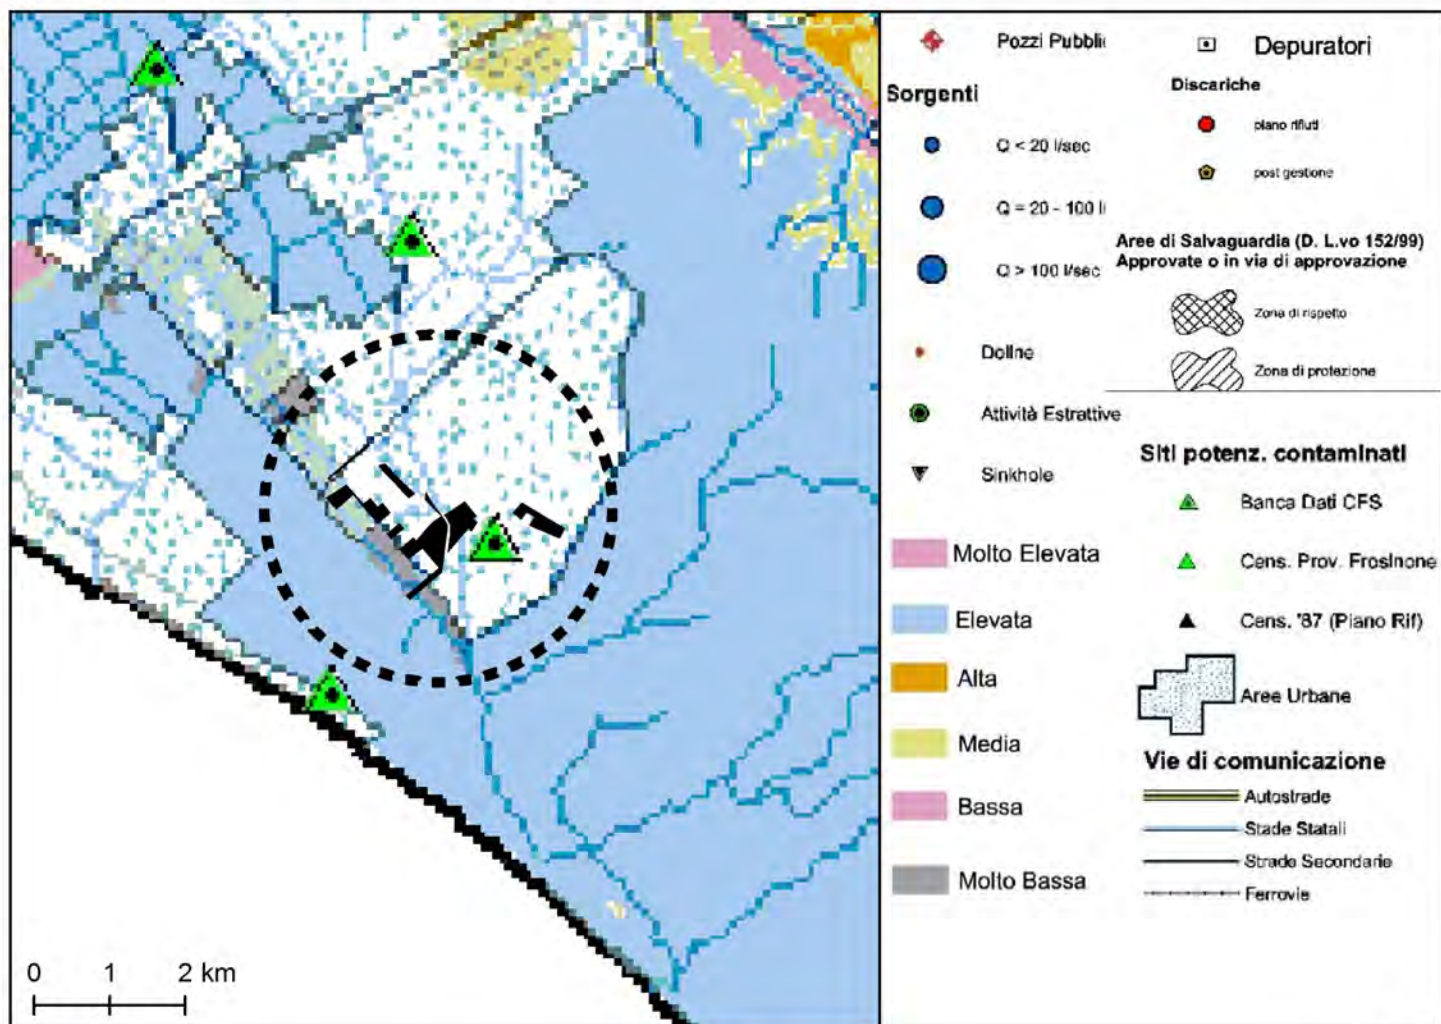 Pozzi Pubblic
Sorgenti
Q < 20 l/sec
Q = 20 - 100 l
Q > 100 l/sec
Doline
Attività Estrattive
Sinkhole
Molto Elevata
Elevata
Alta
Media
Bassa
Molto Bassa
Depuratori
Discariche
piano rifiuti
post gestione
Aree di Salvaguardia (D. L.vo 152/99)
Approvate o in via di approvazione
Zona di rispetto
Zona di protezione
Siti potenz. contaminati
Banca Dati CFS
Cens. Prov. Frosinone
Cens. '87 (Piano Rif)
Aree Urbane
Vie di comunicazione
Autostrade
Stade Statali
Strade Secondarie
Ferrovie
0 1 2 km